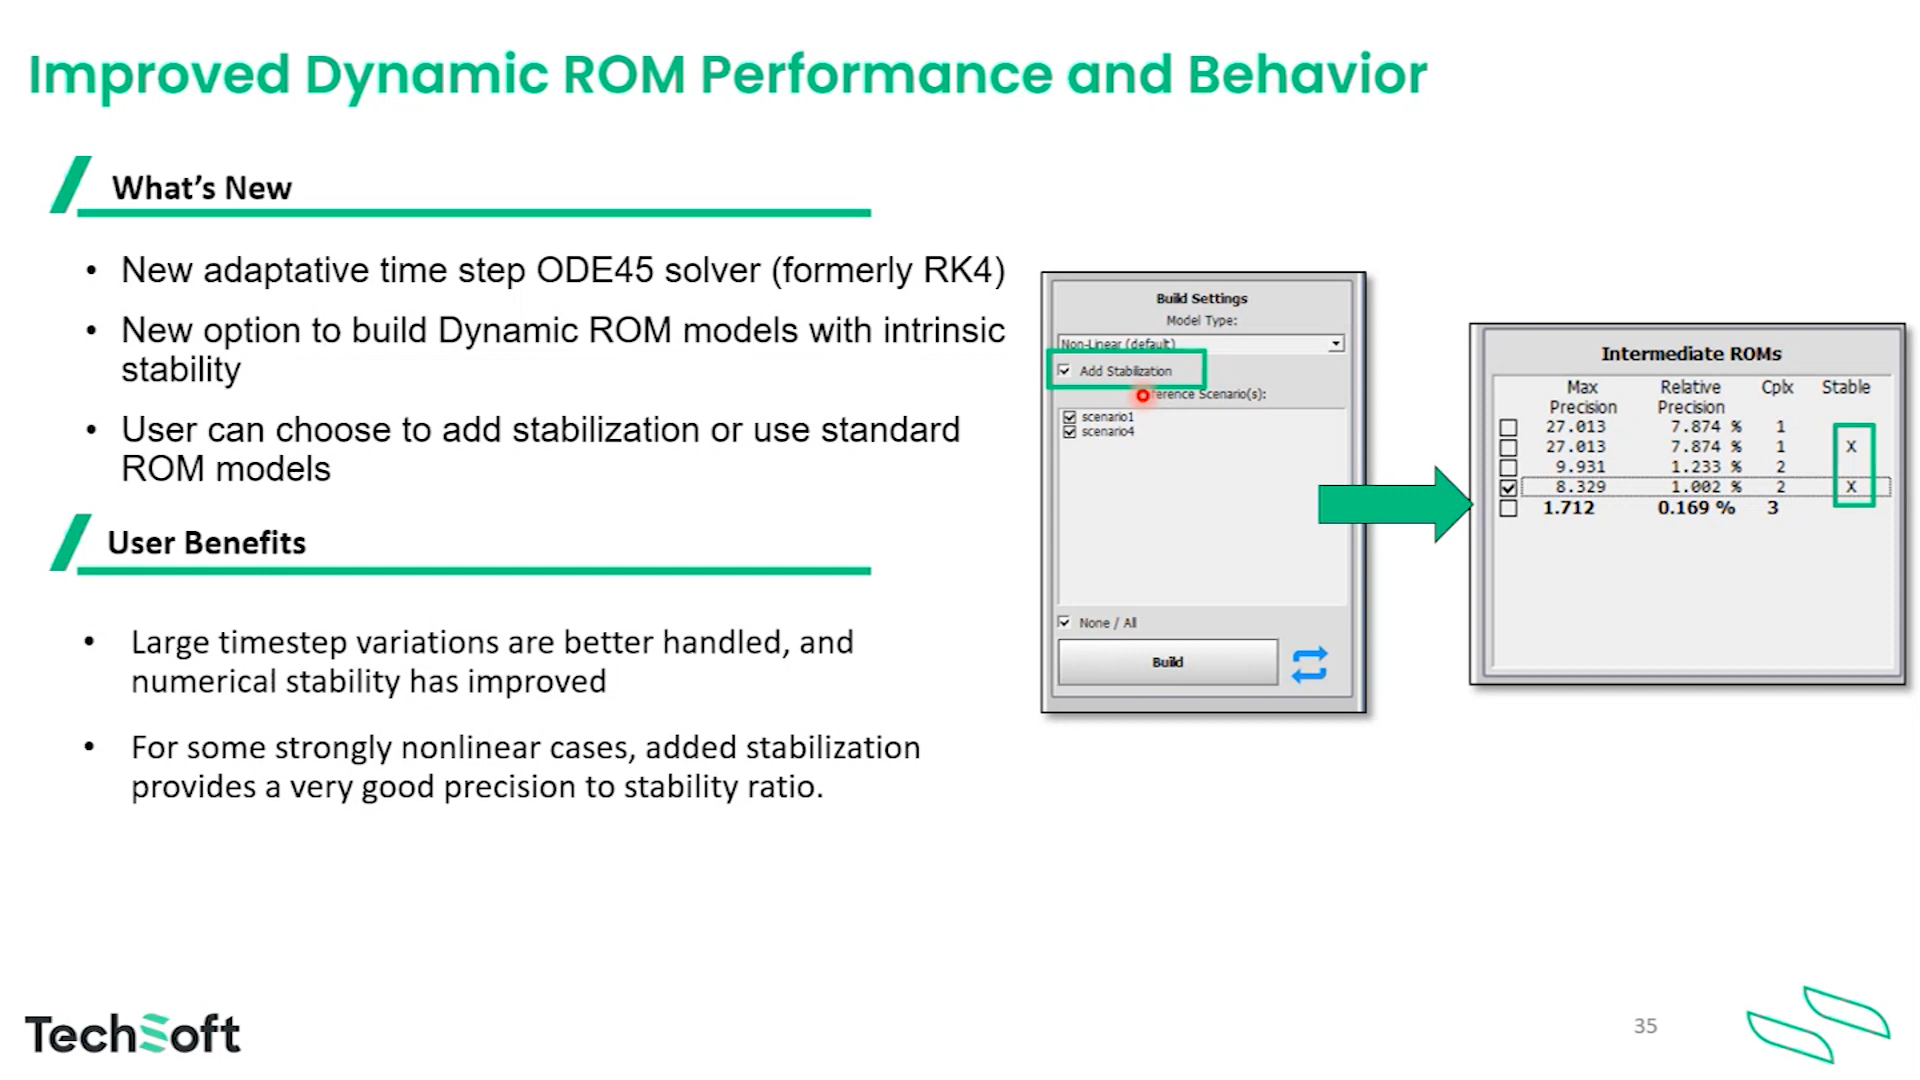 Improved Dynamic ROM Performance and Behavior
What's New
• New adaptative time step ODE45 solver (formerly RK4)
• New option to build Dynamic ROM models with intrinsic
stability
• User can choose to add stabilization or use standard
ROM models
User Benefits
• Large timestep variations are better handled, and
numerical stability has improved
• For some strongly nonlinear cases, added stabilization
provides a very good precision to stability ratio.
Build Settings
Model Type:
Non-Linear (default)
Add Stabilization
Scenario(s):
scenario1
scenario4
None / All
Build
Intermediate ROMs
Max Relative Cplx Stable
Precision Precision
27.013 7.874 % 1
27.013 7.874 % 1 X
9.931 1.233 % 2
8.329 1.002 % 2 X
1.712 0.169 % 3
TechSoft
35